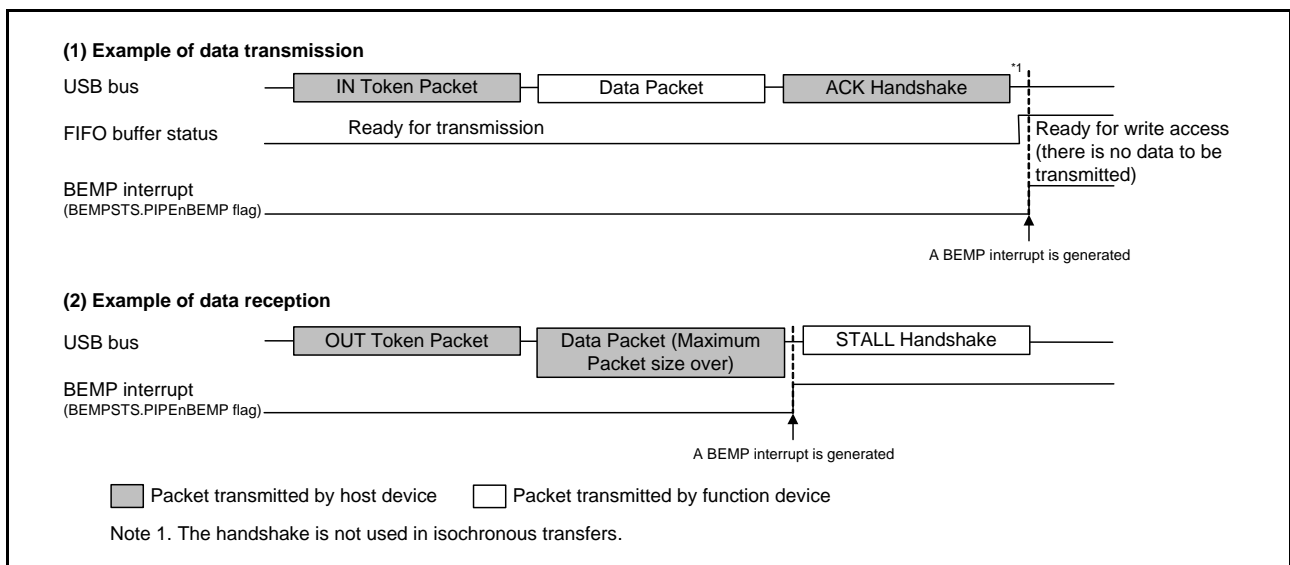 (1) Example of data transmission
USB bus
IN Token Packet
Data Packet
ACK Handshake
*1
FIFO buffer status
Ready for transmission
Ready for write access
(there is no data to be
transmitted)
BEMP interrupt
(BEMPSTS.PIPEnBEMP flag)
A BEMP interrupt is generated
(2) Example of data reception
USB bus
OUT Token Packet
Data Packet (Maximum
Packet size over)
STALL Handshake
BEMP interrupt
(BEMPSTS.PIPEnBEMP flag)
A BEMP interrupt is generated
Packet transmitted by host device
Packet transmitted by function device
Note 1. The handshake is not used in isochronous transfers.